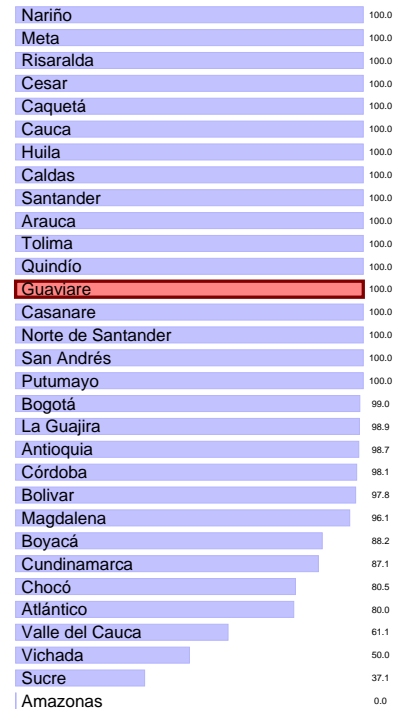 Nariño 100.0
Meta 100.0
Risaralda 100.0
Cesar 100.0
Caquetá 100.0
Cauca 100.0
Huila 100.0
Caldas 100.0
Santander 100.0
Arauca 100.0
Tolima 100.0
Quindío 100.0
Guaviare 100.0
Casanare 100.0
Norte de Santander 100.0
San Andrés 100.0
Putumayo 100.0
Bogotá 99.0
La Guajira 98.9
Antioquia 98.7
Córdoba 98.1
Bolivar 97.8
Magdalena 96.1
Boyacá 88.2
Cundinamarca 87.1
Chocó 80.5
Atlántico 80.0
Valle del Cauca 61.1
Vichada 50.0
Sucre 37.1
Amazonas 0.0